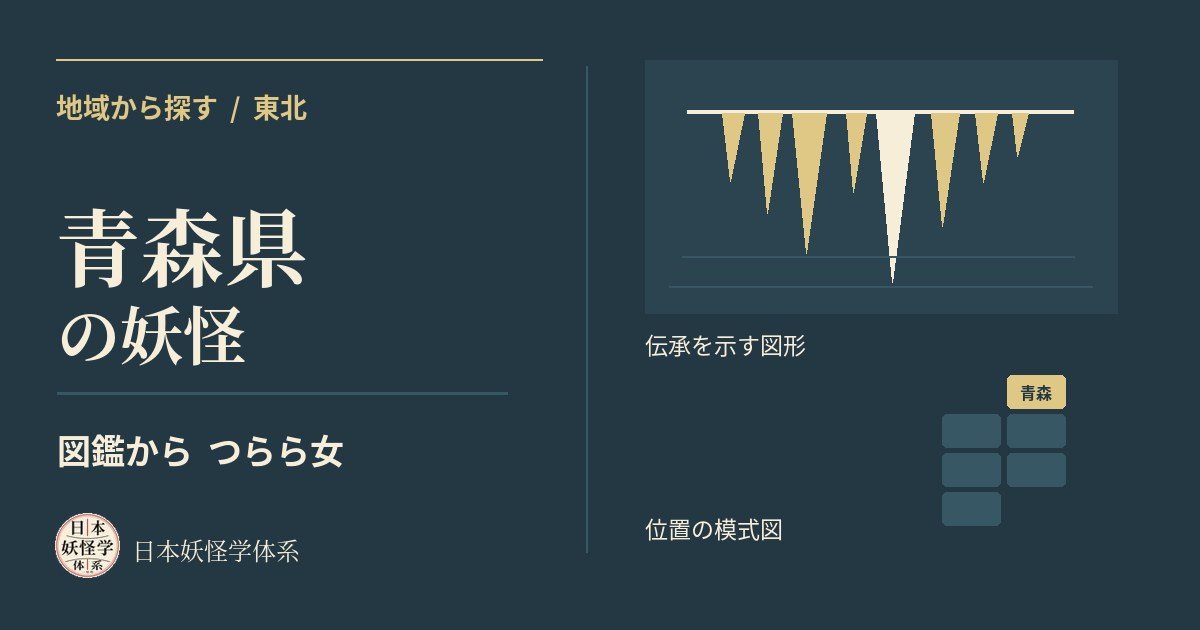 地域から探す / 東北
青森県
の妖怪
図鑑から つらら女
日本
妖怪学
体系
日本妖怪学体系
伝承を示す図形
青森
位置の模式図